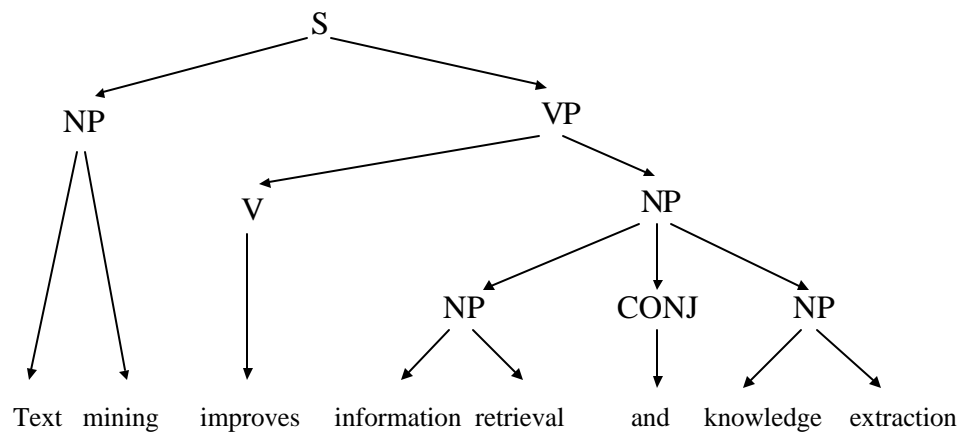 S
NP VP
V NP
NP CONJ NP
Text mining improves information retrieval and knowledge extraction